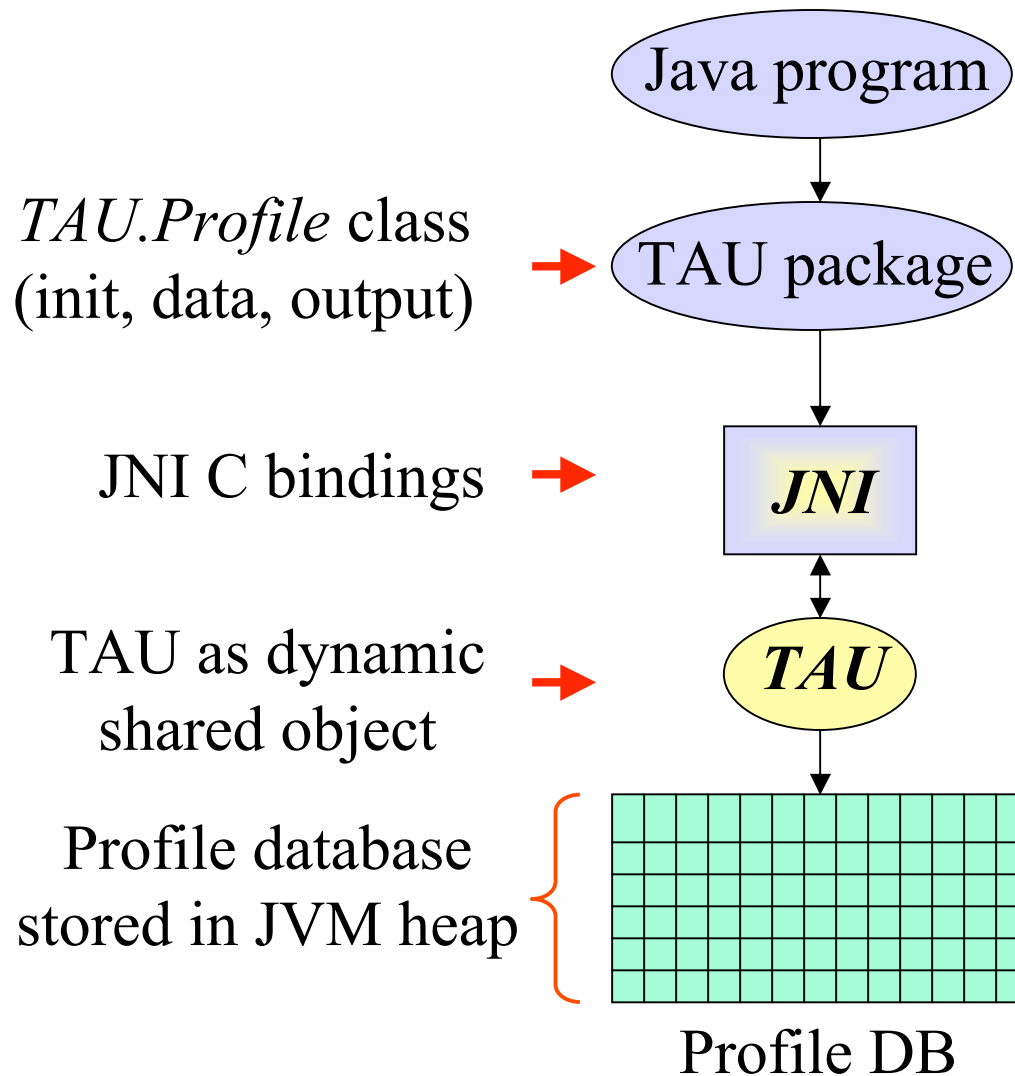 Java program
TAU.Profile class
(init, data, output)
TAU package
JNI C bindings
JNI
TAU as dynamic
shared object
TAU
Profile database
stored in JVM heap
Profile DB